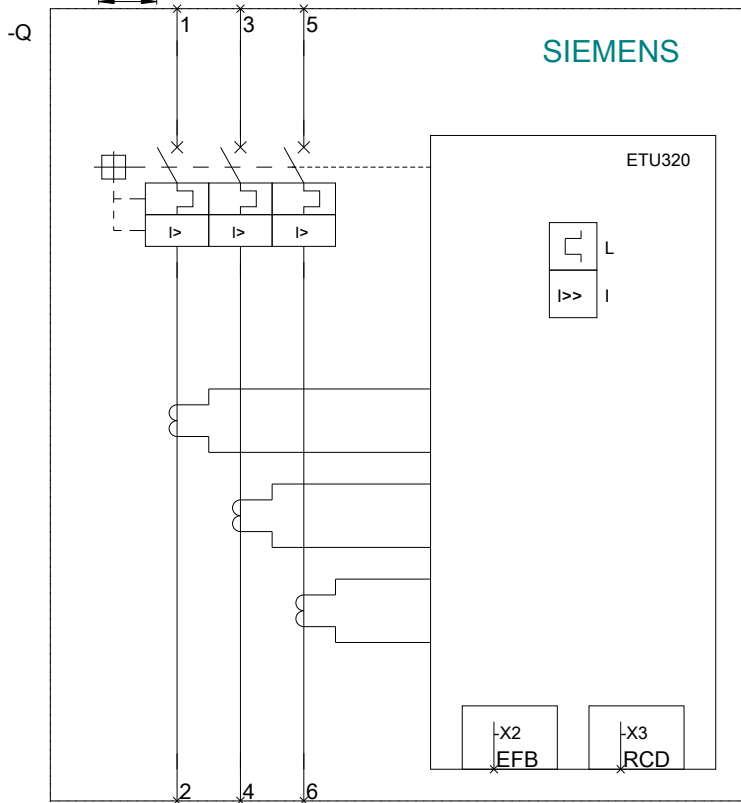 1 3 5
-Q
SIEMENS
ETU320
I> I> I>
L
I>> I
-X2 -X3
EFB RCD
2 4 6